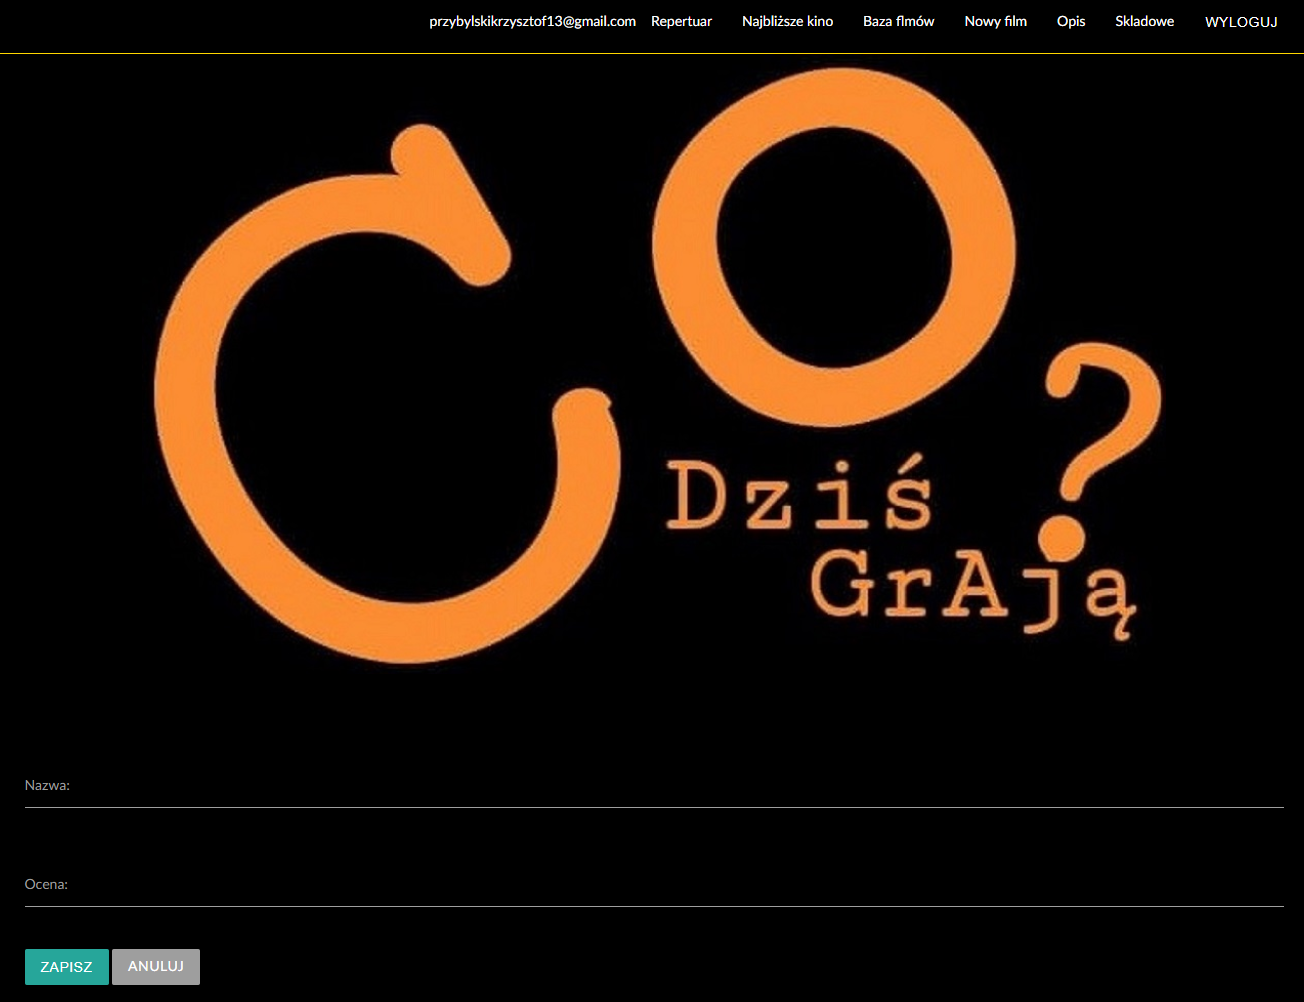 przybylskikrzysztof13@gmail.com Repertuar Najbliższe kino Baza flmów Nowy film Opis Skladowe WYLOGUJ
CO
Dziś ?
GrAją
Nazwa:
Ocena:
ZAPISZ ANULUJ